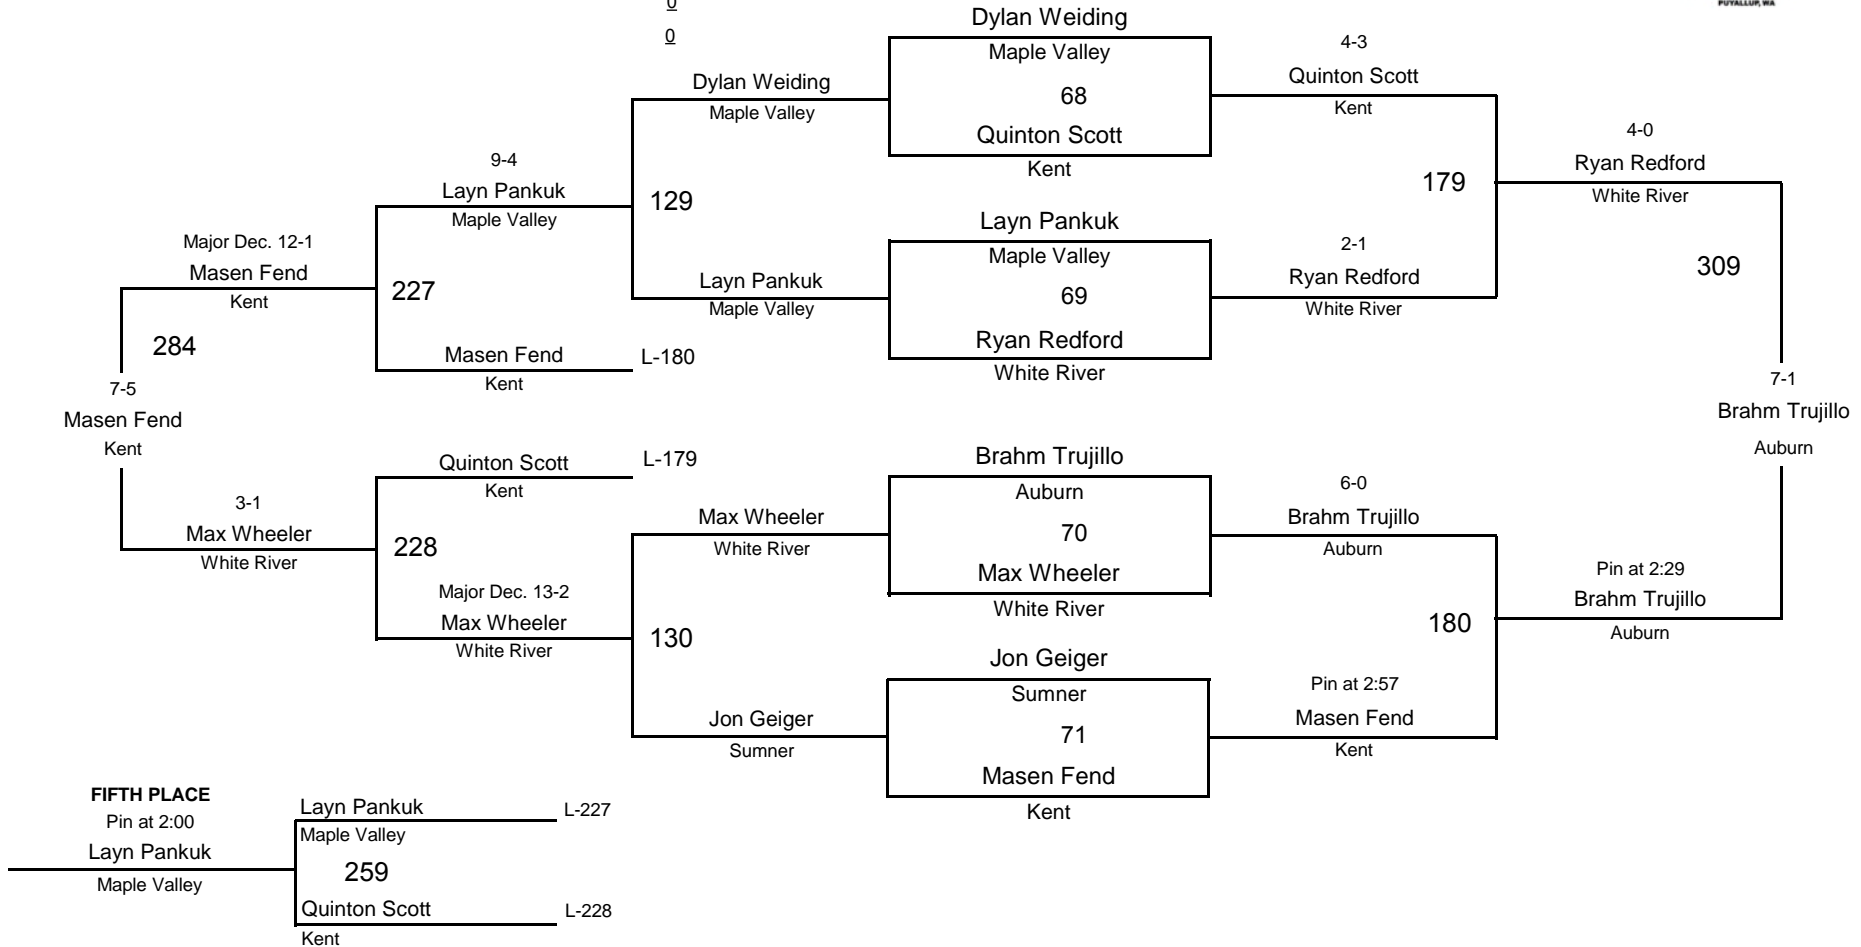 0
PUYALLUP, WA
0
Dylan Weiding
Maple Valley
68
Quinton Scott
Kent
4-3
Quinton Scott
Kent
Dylan Weiding
Maple Valley
9-4
Layn Pankuk
Maple Valley
129
179
4-0
Ryan Redford
White River
Layn Pankuk
Maple Valley
69
Ryan Redford
White River
2-1
Ryan Redford
White River
Layn Pankuk
Maple Valley
309
Major Dec. 12-1
Masen Fend
Kent
227
284
Masen Fend
L-180
Kent
7-5
Masen Fend
Kent
7-1
Brahm Trujillo
Auburn
Quinton Scott
L-179
Kent
3-1
Max Wheeler
White River
228
Max Wheeler
White River
Brahm Trujillo
Auburn
70
Max Wheeler
White River
6-0
Brahm Trujillo
Auburn
Major Dec. 13-2
Max Wheeler
White River
130
180
Pin at 2:29
Brahm Trujillo
Auburn
Jon Geiger
Sumner
71
Masen Fend
Kent
Pin at 2:57
Masen Fend
Kent
Jon Geiger
Sumner
FIFTH PLACE
Pin at 2:00
Layn Pankuk
Maple Valley
Layn Pankuk
L-227
Maple Valley
259
Quinton Scott
L-228
Kent